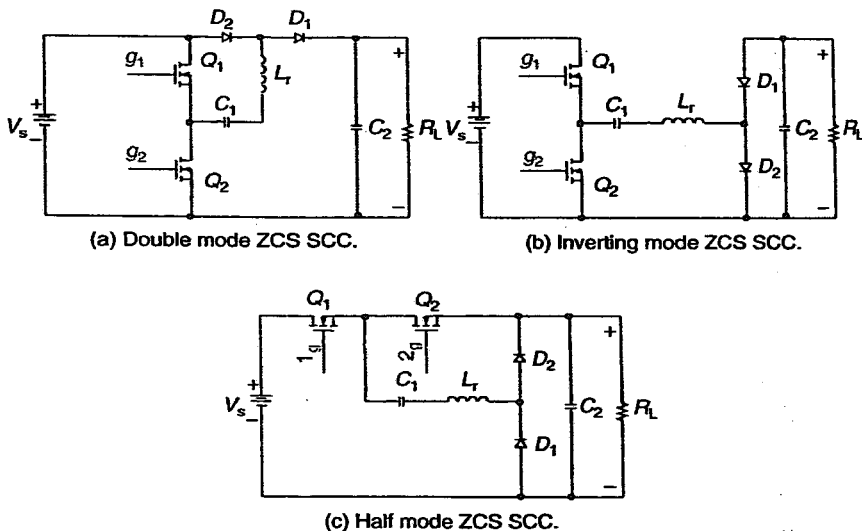 D2 D1
g1 Q1
Lr
C1
+
Vs
−
g2 Q2
C2 RL
+
−
(a) Double mode ZCS SCC.
g1 Q1
C1 Lr
D1
+
Vs
−
g2 Q2
D2
C2 RL
+
−
(b) Inverting mode ZCS SCC.
Q1 Q2
1g 2g
C1 Lr
D2
+
Vs
−
D1
C2 RL
+
−
(c) Half mode ZCS SCC.